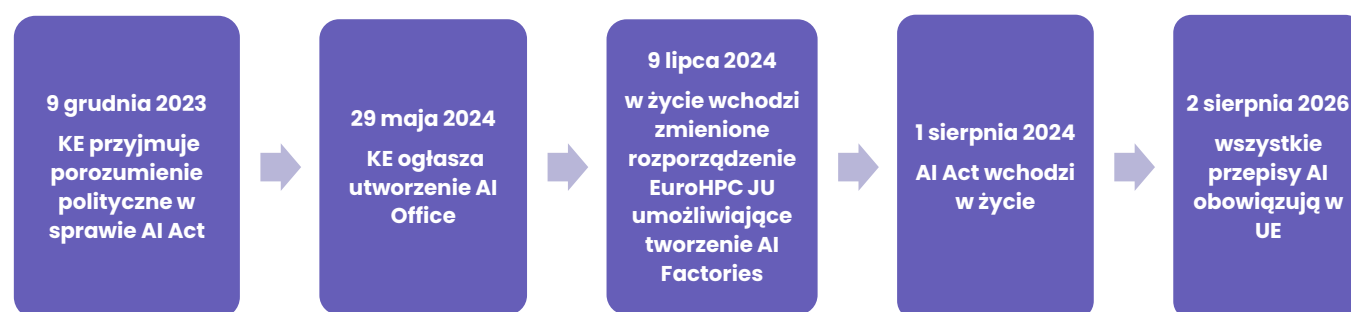 9 grudnia 2023
KE przyjmuje
porozumienie
polityczne w
sprawie AI Act
29 maja 2024
KE ogłasza
utworzenie AI
Office
9 lipca 2024
w życie wchodzi
zmienione
rozporządzenie
EuroHPC JU
umożliwiające
tworzenie AI
Factories
1 sierpnia 2024
AI Act wchodzi
w życie
2 sierpnia 2026
wszystkie
przepisy AI
obowiązują w
UE